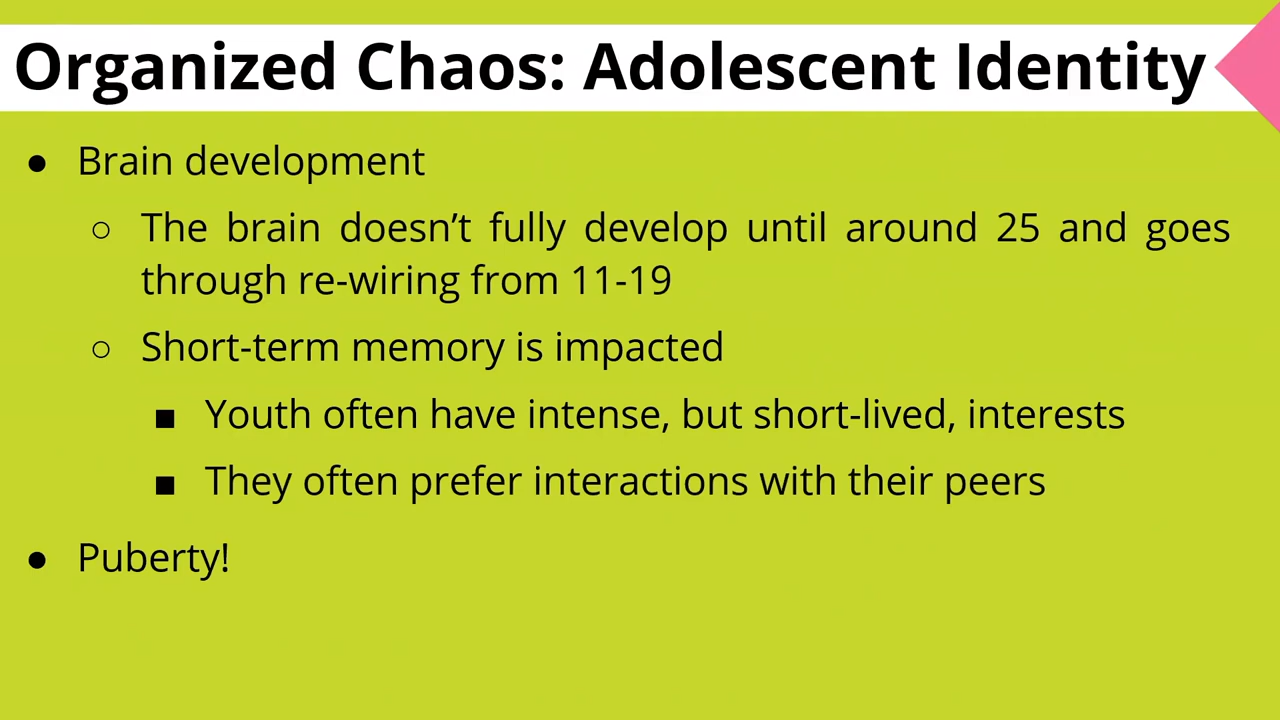 Organized Chaos: Adolescent Identity
● Brain development
○ The brain doesn’t fully develop until around 25 and goes
through re-wiring from 11-19
○ Short-term memory is impacted
■ Youth often have intense, but short-lived, interests
■ They often prefer interactions with their peers
● Puberty!